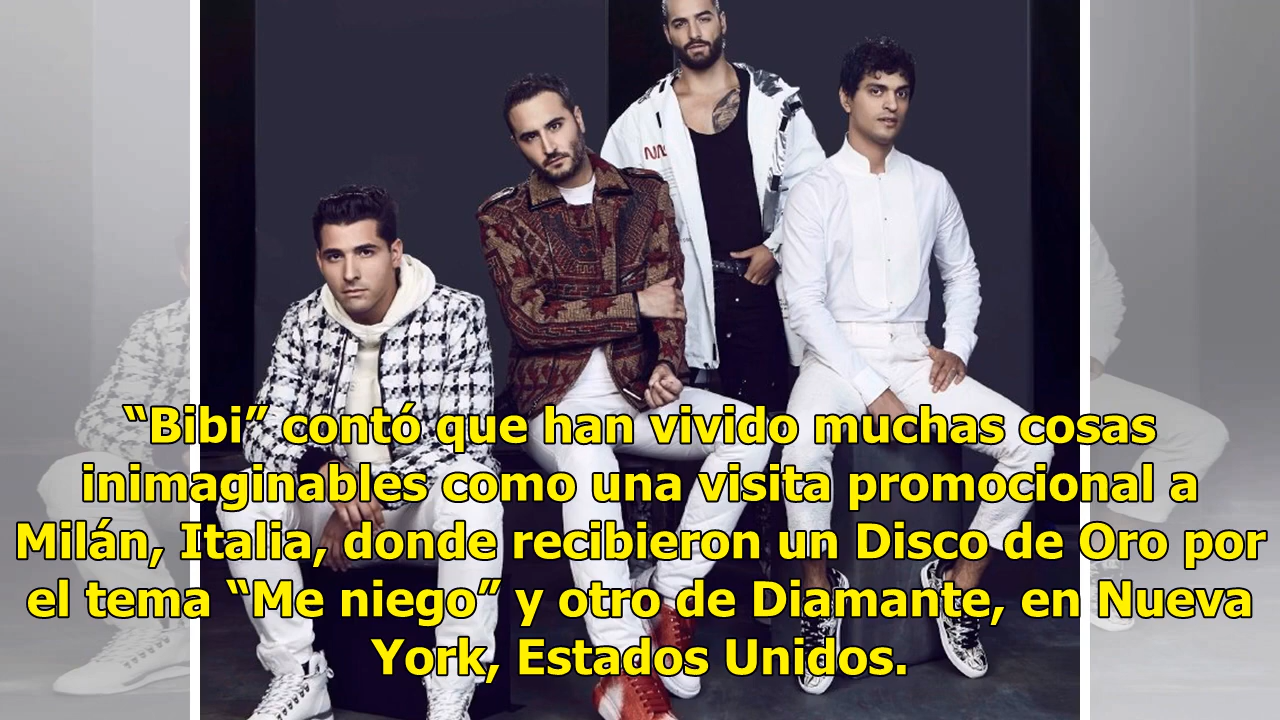 “Bibi” contó que han vivido muchas cosas
inimaginables como una visita promocional a
Milán, Italia, donde recibieron un Disco de Oro por
el tema “Me niego” y otro de Diamante, en Nueva
York, Estados Unidos.